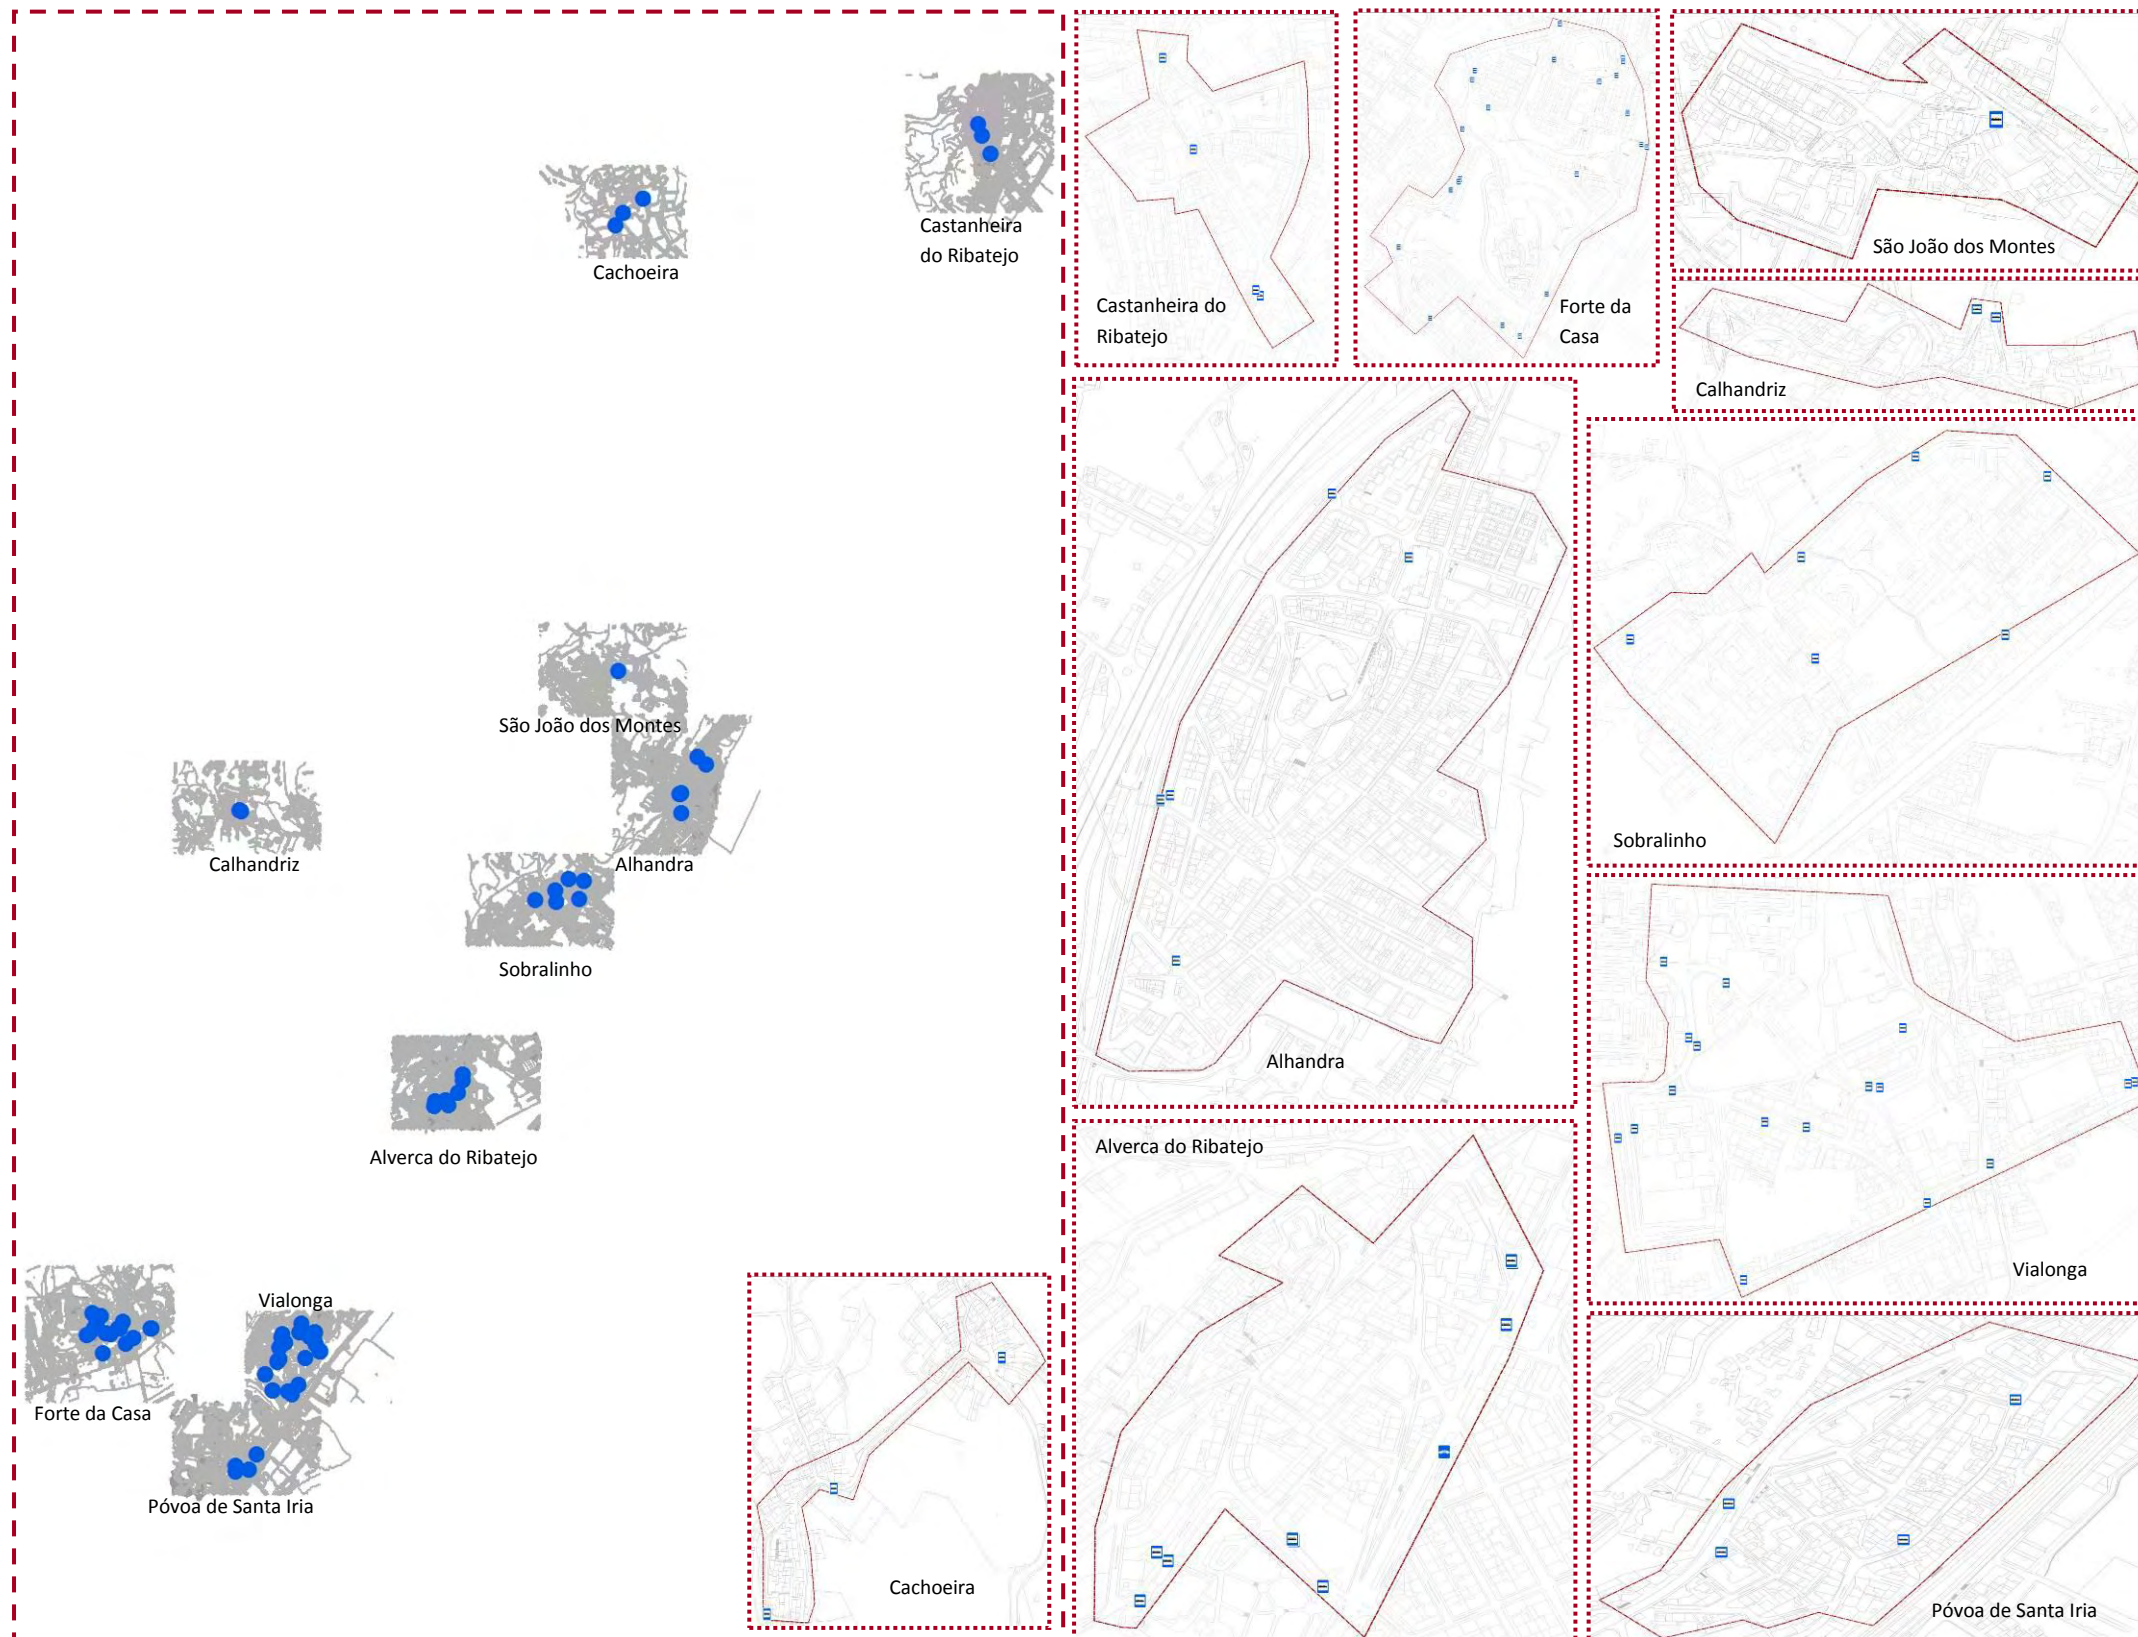 Castanheira
do Ribatejo
Cachoeira
São João dos Montes
Calhandriz
Alhandra
Sobralinho
Alverca do Ribatejo
Vialonga
Forte da Casa
Póvoa de Santa Iria
Cachoeira
Castanheira do
Ribatejo
Forte da
Casa
São João dos Montes
Calhandriz
Alhandra
Sobralinho
Alverca do Ribatejo
Vialonga
Póvoa de Santa Iria